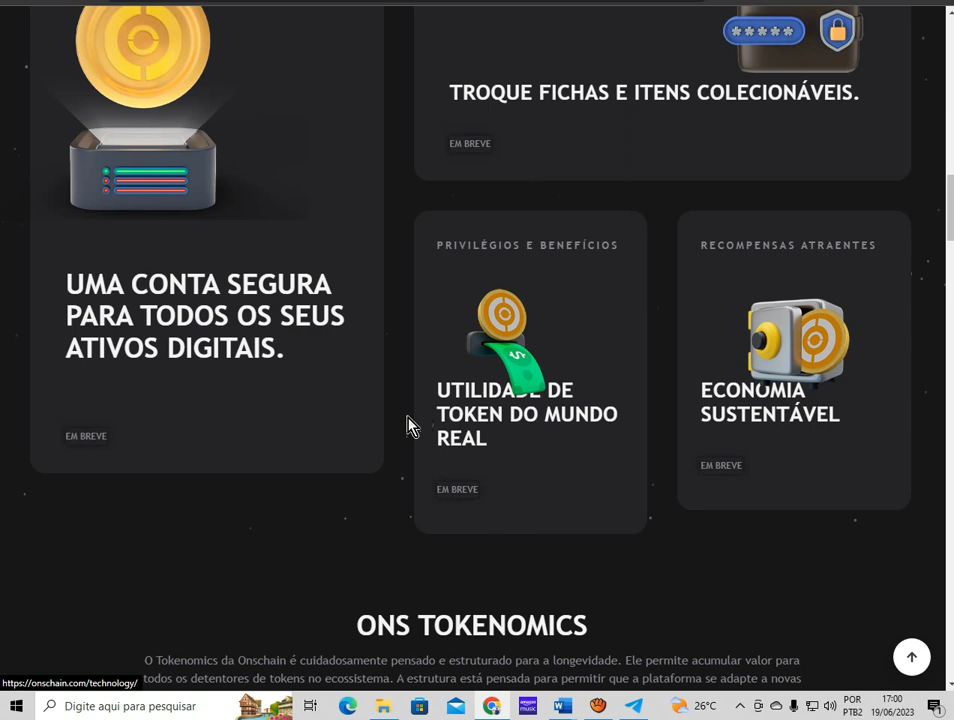 *****
TROQUE FICHAS E ITENS COLECIONÁVEIS.
EM BREVE
UMA CONTA SEGURA
PARA TODOS OS SEUS
ATIVOS DIGITAIS.
EM BREVE
PRIVILÉGIOS E BENEFÍCIOS
UTILIDADE DE
TOKEN DO MUNDO
REAL
EM BREVE
RECOMPENSAS ATRAENTES
ECONOMIA
SUSTENTÁVEL
EM BREVE
ONS TOKENOMICS
O Tokenomics da Onschain é cuidadosamente pensado e estruturado para a longevidade. Ele permite acumular valor para
todos os detentores de tokens no ecossistema. A estrutura está pensada para permitir que a plataforma se adapte a novas
https://onschain.com/technology/
Digite aqui para pesquisar
amazon
music
26°C
POR
PTB2
17:00
19/06/2023
1